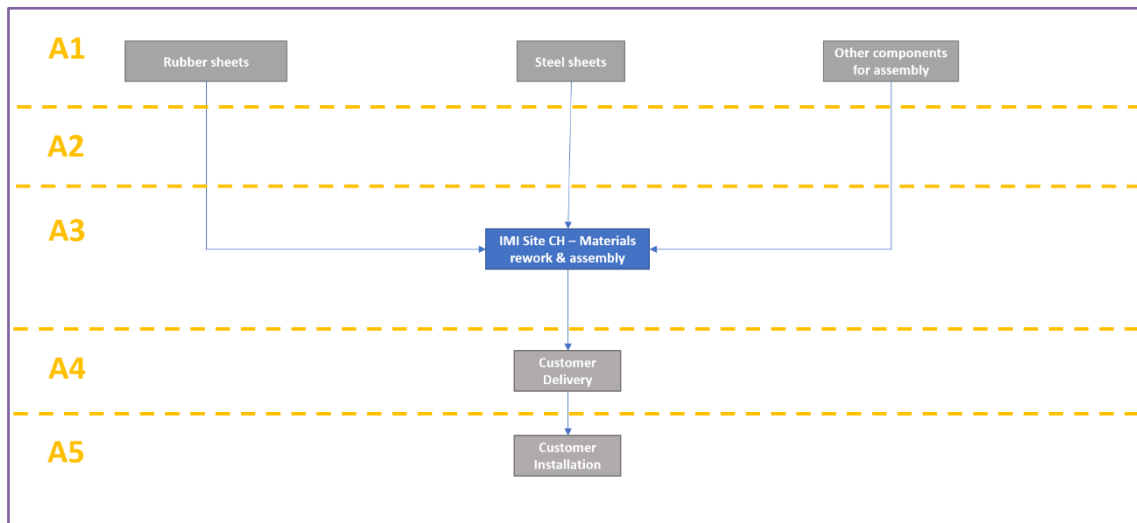 A1
Rubber sheets
Steel sheets
Other components
for assembly
A2
A3
IMI Site CH – Materials
rework & assembly
A4
Customer
Delivery
A5
Customer
Installation